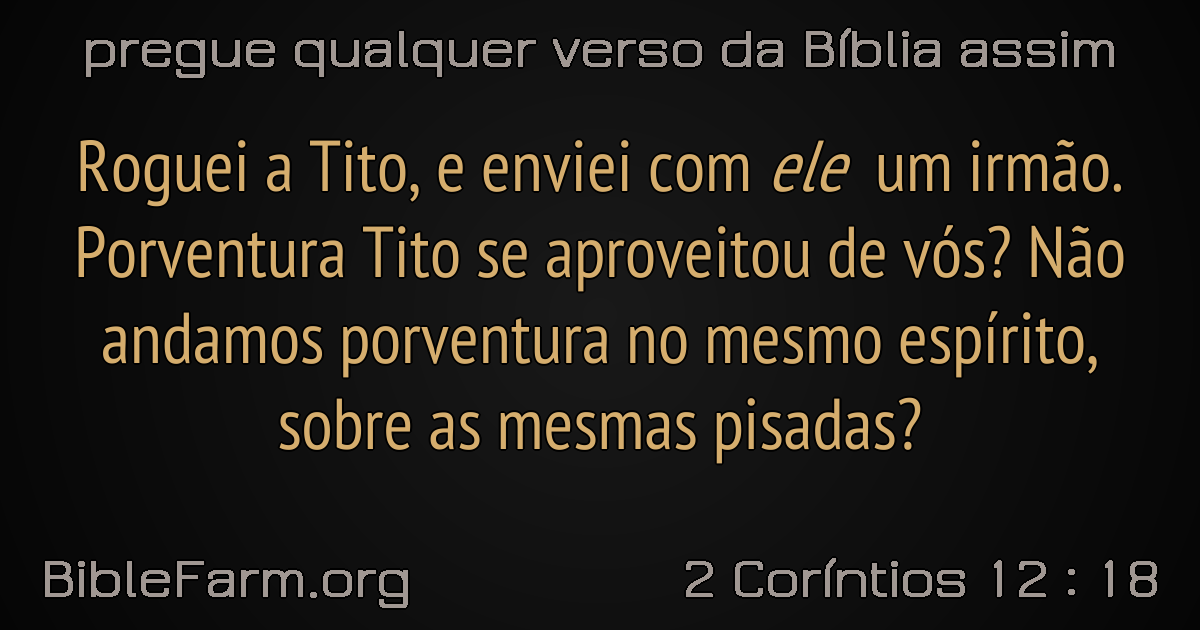 pregue qualquer verso da Bíblia assim
Roguei a Tito, e enviei com ele um irmão.
Porventura Tito se aproveitou de vós? Não
andamos porventura no mesmo espírito,
sobre as mesmas pisadas?
BibleFarm.org
2 Coríntios 12 : 18